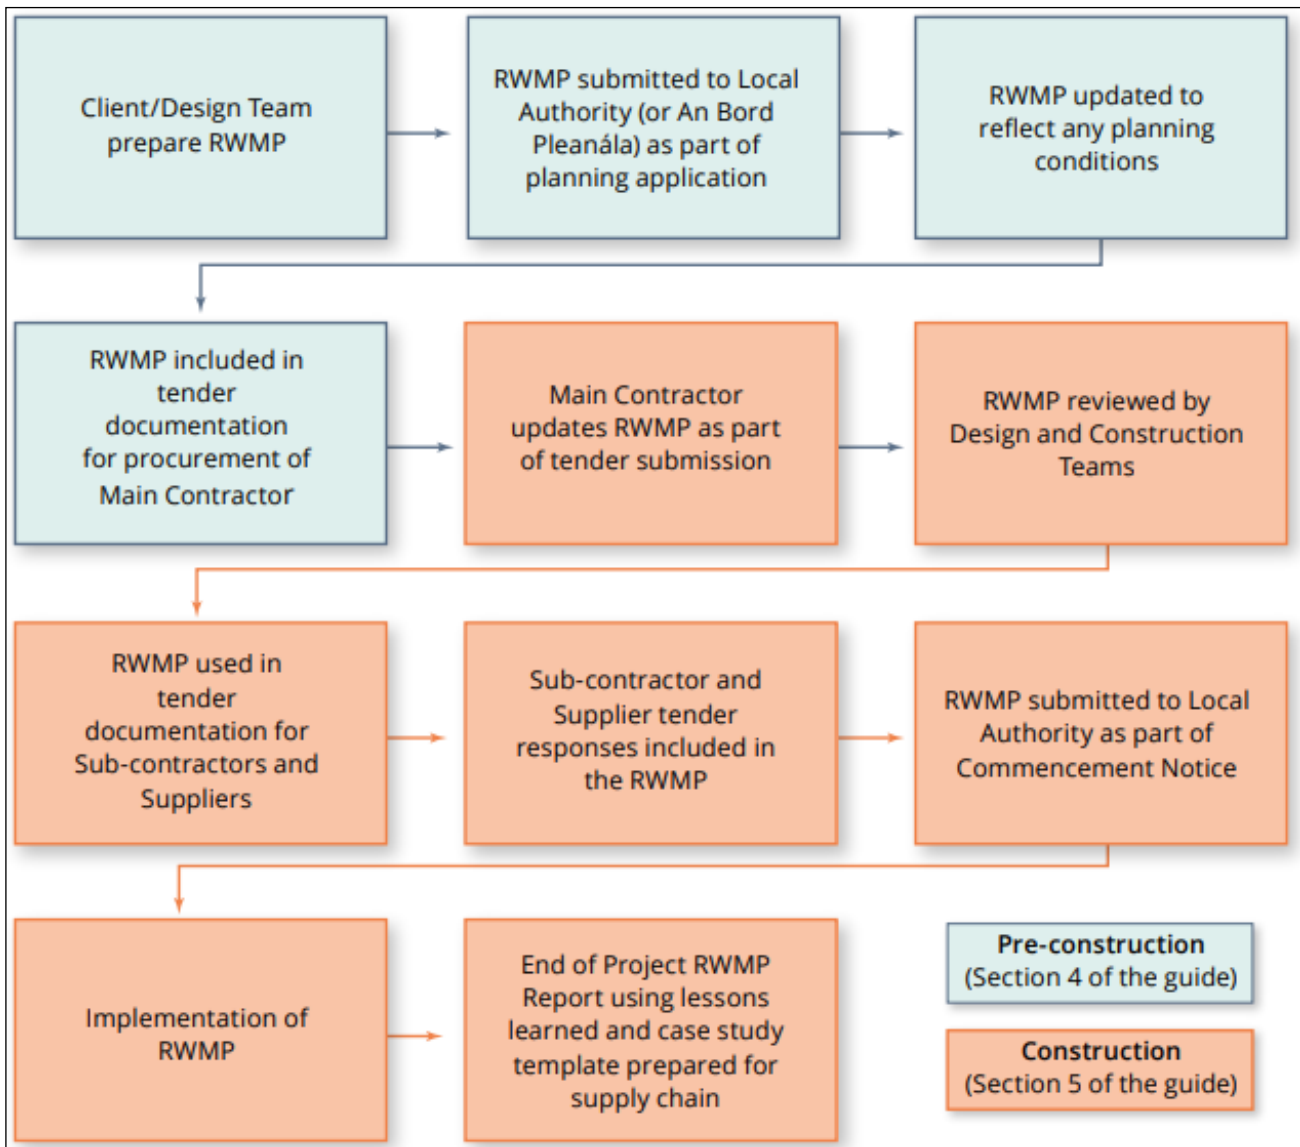 Client/Design Team
prepare RWMP
RWMP submitted to Local
Authority (or An Bord
Pleanála) as part of
planning application
RWMP updated to
reflect any planning
conditions
RWMP included in
tender
documentation
for procurement of
Main Contractor
Main Contractor
updates RWMP as part
of tender submission
RWMP reviewed by
Design and Construction
Teams
RWMP used in
tender
documentation for
Sub-contractors and
Suppliers
Sub-contractor and
Supplier tender
responses included in
the RWMP
RWMP submitted to Local
Authority as part of
Commencement Notice
Implementation of
RWMP
End of Project RWMP
Report using lessons
learned and case study
template prepared for
supply chain
Pre-construction
(Section 4 of the guide)
Construction
(Section 5 of the guide)